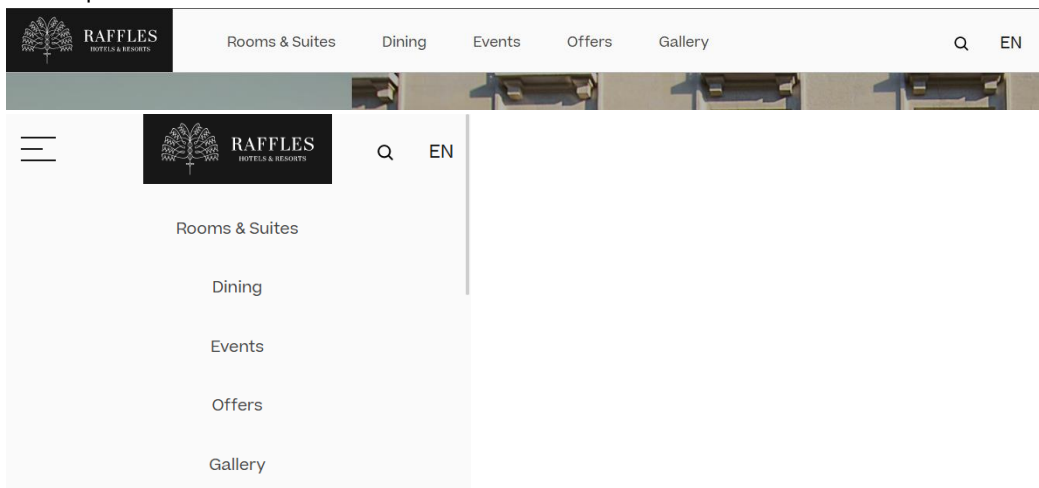 RAFFLES
HOTELS & RESORTS
Rooms & Suites Dining Events Offers Gallery EN
RAFFLES
HOTELS & RESORTS
EN
Rooms & Suites
Dining
Events
Offers
Gallery